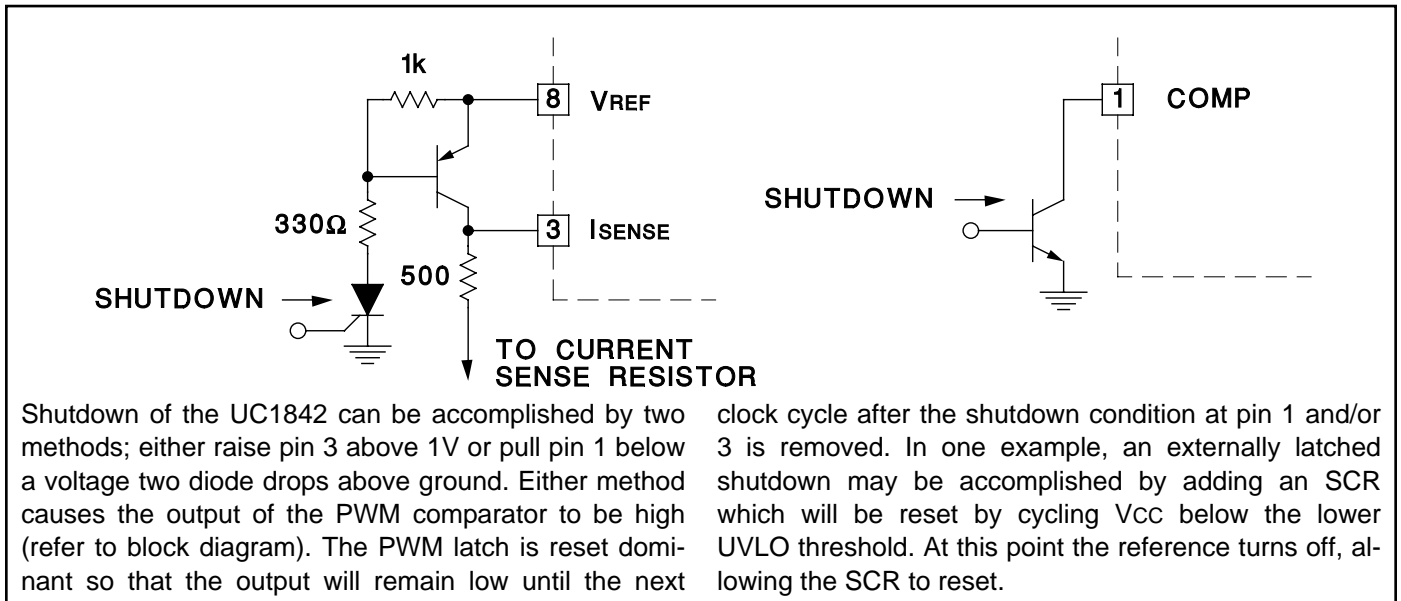 1k
8 VREF
330Ω
3 ISENSE
500
SHUTDOWN
TO CURRENT
SENSE RESISTOR
1 COMP
SHUTDOWN
Shutdown of the UC1842 can be accomplished by two
methods; either raise pin 3 above 1V or pull pin 1 below
a voltage two diode drops above ground. Either method
causes the output of the PWM comparator to be high
(refer to block diagram). The PWM latch is reset domi-
nant so that the output will remain low until the next
clock cycle after the shutdown condition at pin 1 and/or
3 is removed. In one example, an externally latched
shutdown may be accomplished by adding an SCR
which will be reset by cycling VCC below the lower
UVLO threshold. At this point the reference turns off, al-
lowing the SCR to reset.